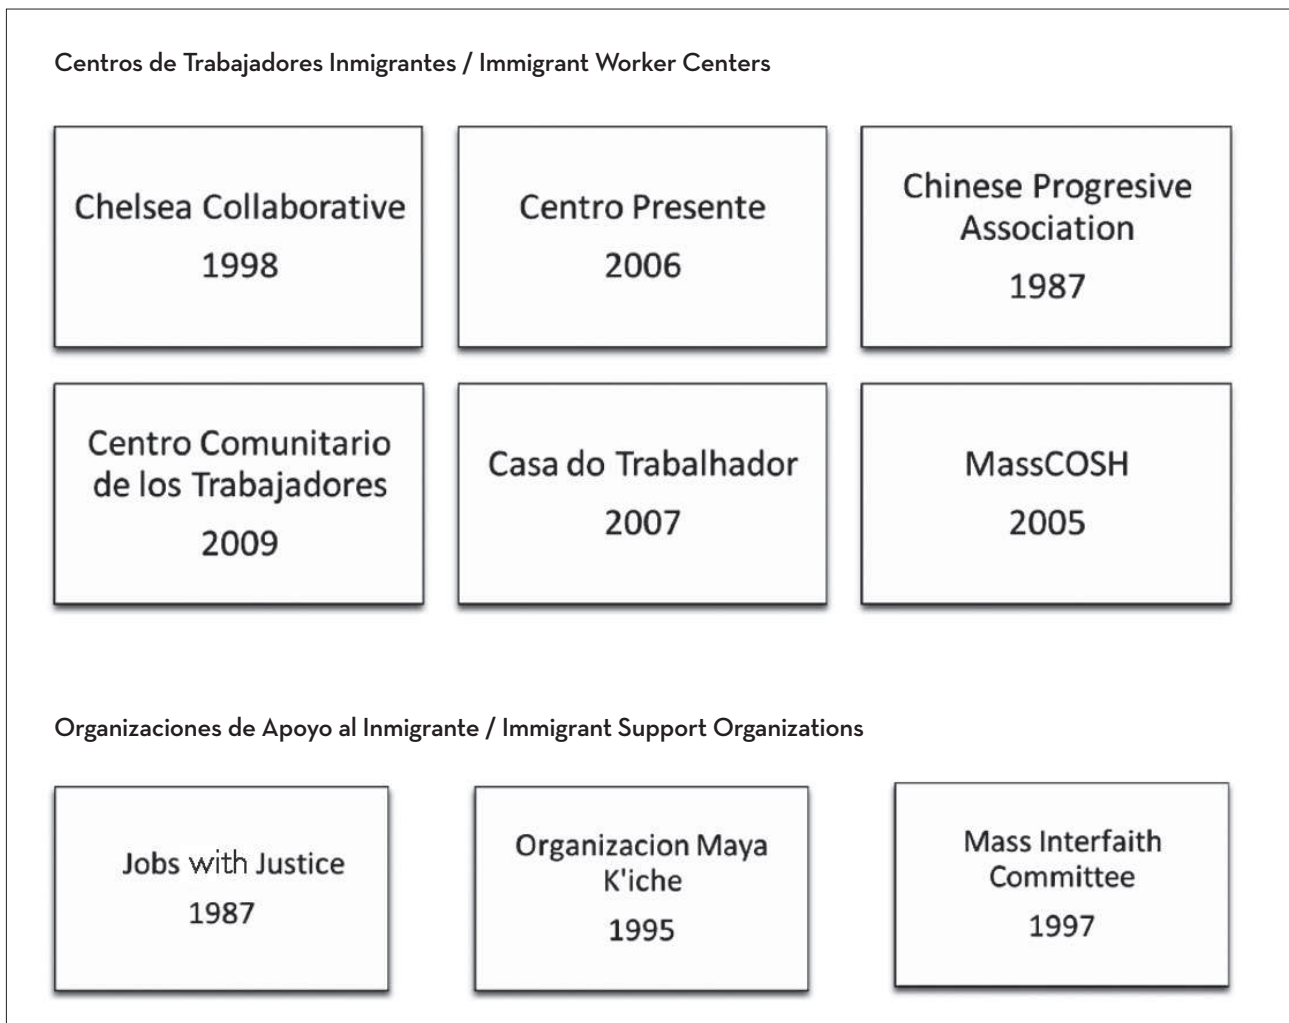 Centros de Trabajadores Inmigrantes / Immigrant Worker Centers
Chelsea Collaborative
1998
Centro Presente
2006
Chinese Progresive
Association
1987
Centro Comunitario
de los Trabajadores
2009
Casa do Trabalhador
2007
MassCOSH
2005
Organizaciones de Apoyo al Inmigrante / Immigrant Support Organizations
Jobs with Justice
1987
Organizacion Maya
K'iche
1995
Mass Interfaith
Committee
1997